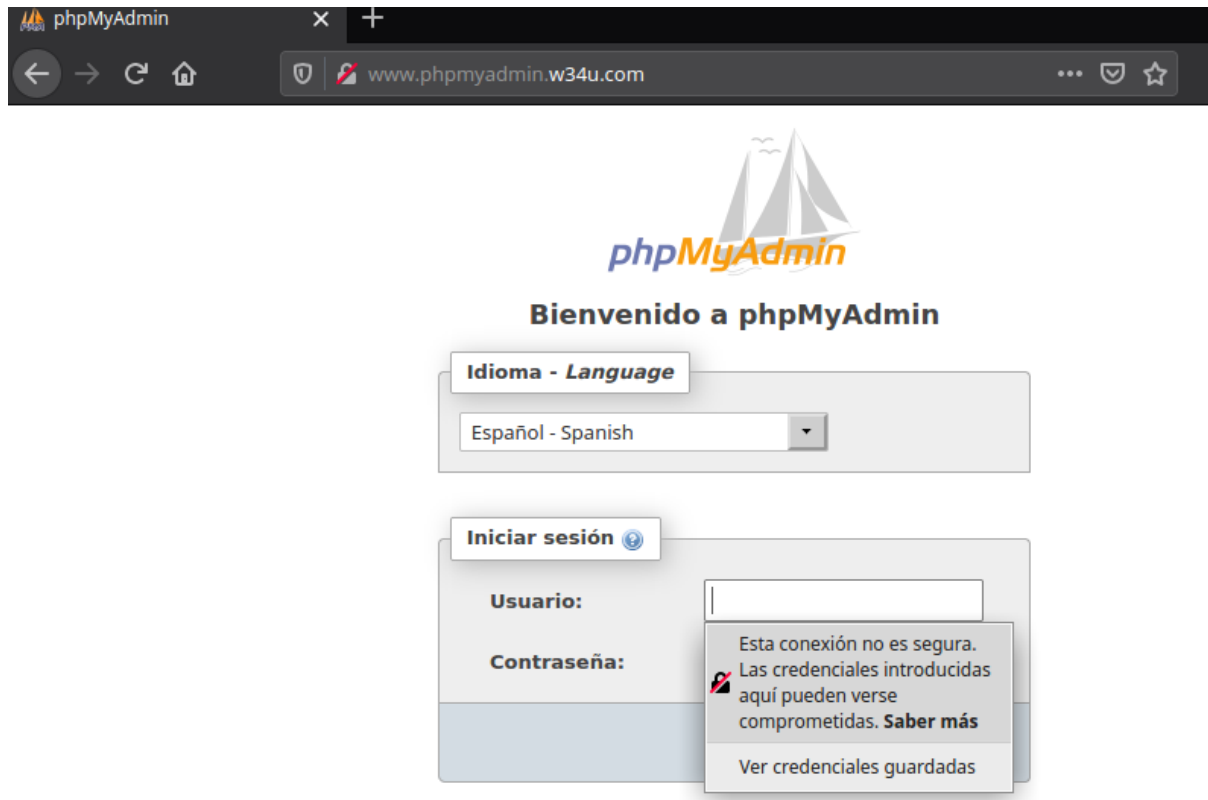 phpMyAdmin
www.phpmyadmin.w34u.com
phpMyAdmin
Bienvenido a phpMyAdmin
Idioma - Language
Español - Spanish
Iniciar sesión
Usuario:
Contraseña:
Esta conexión no es segura.
Las credenciales introducidas
aquí pueden verse
comprometidas. Saber más
Ver credenciales guardadas